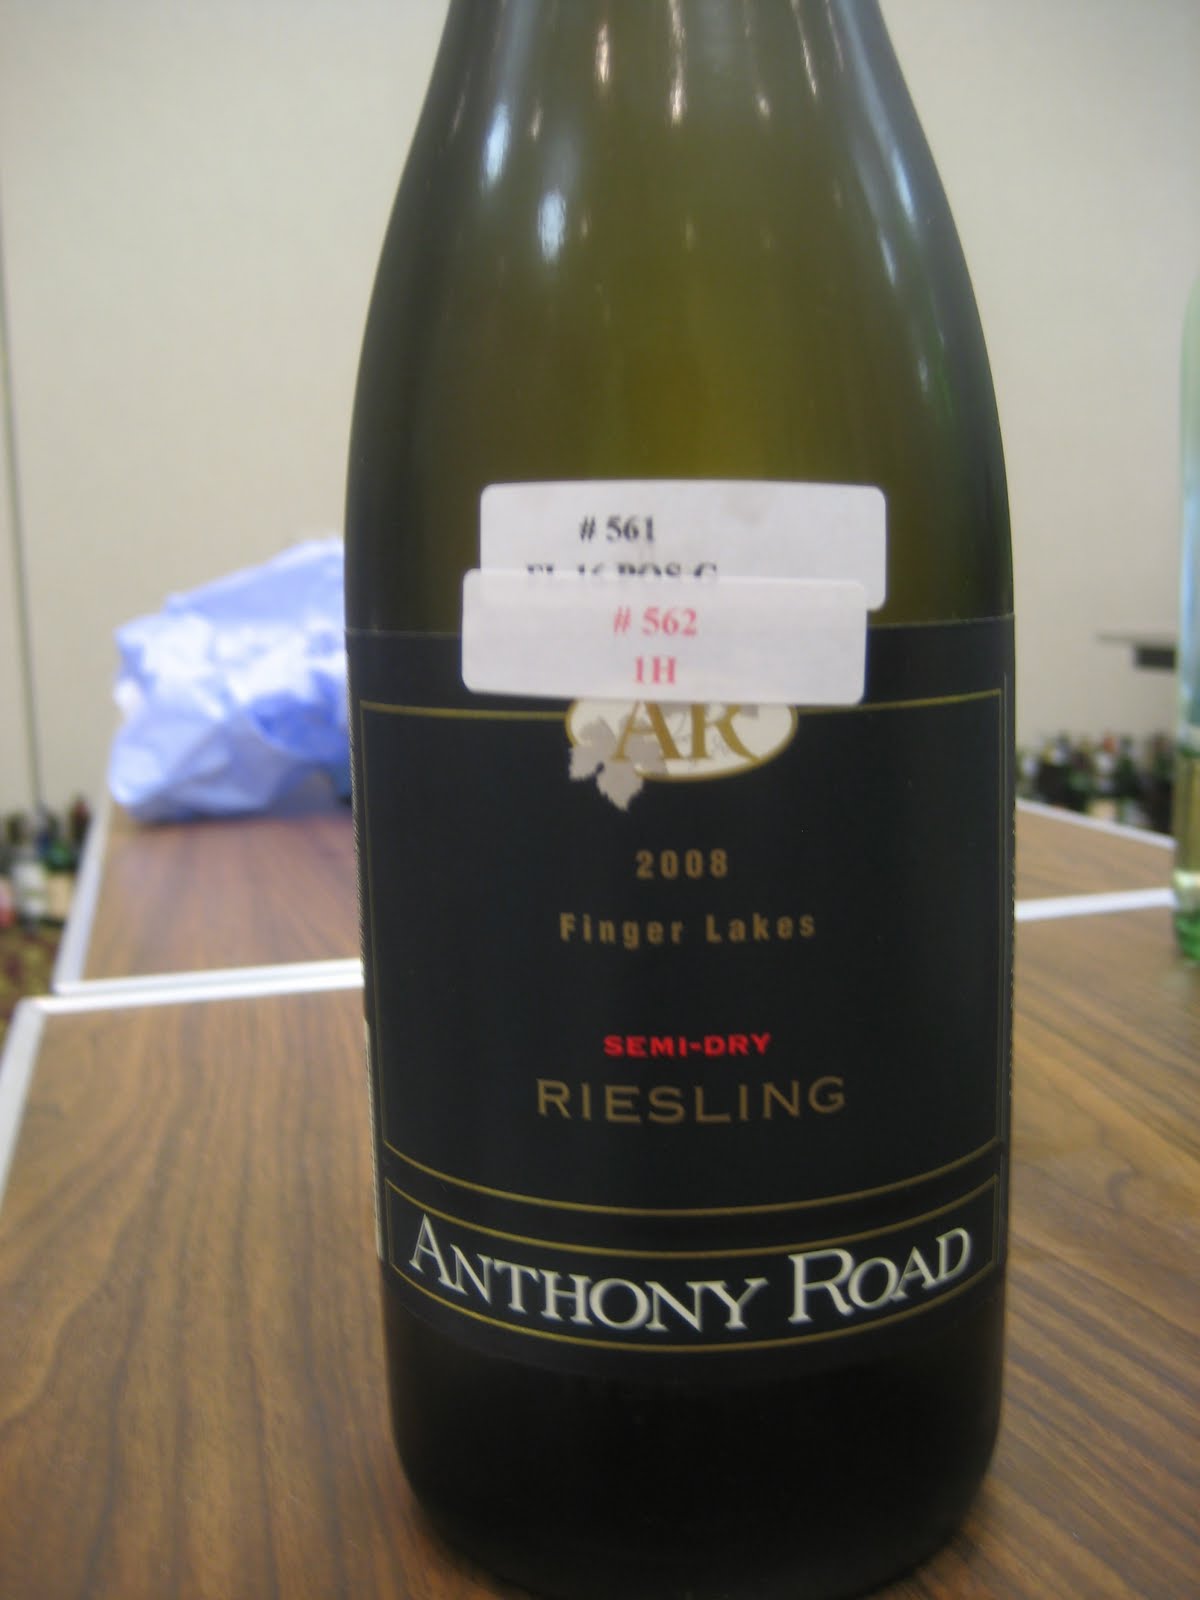 # 561
# 562
1H
AR
2008
Finger Lakes
SEMI-DRY
RIESLING
ANTHONY ROAD